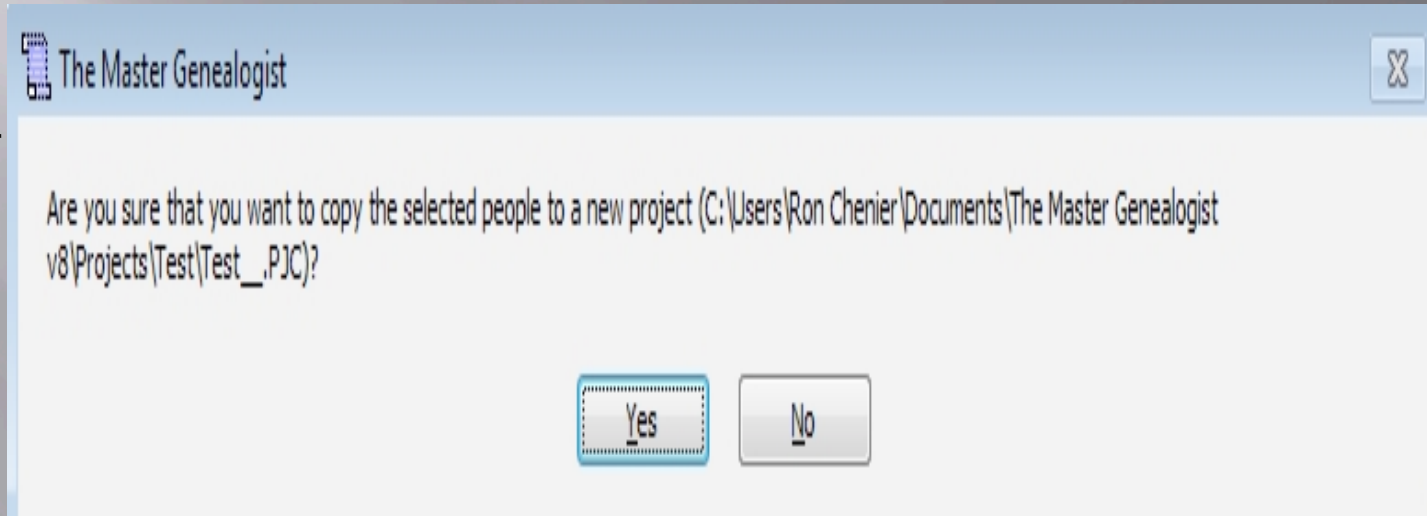 The Master Genealogist
Are you sure that you want to copy the selected people to a new project (C:\Users\Ron Chenier\Documents\The Master Genealogist
v8\Projects\Test\Test__.PJC)?
Yes
No